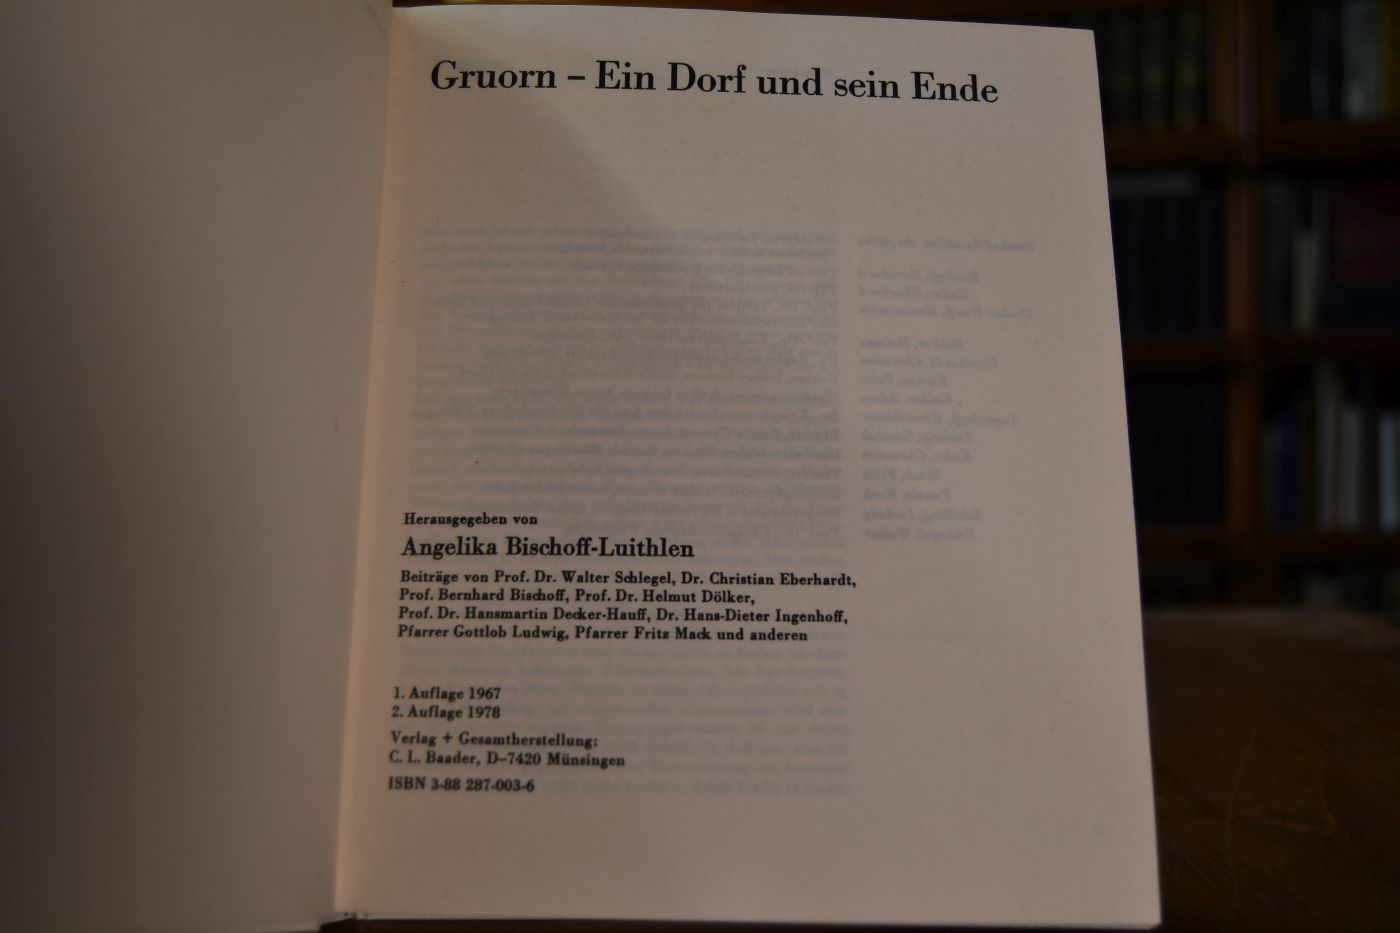 Gruorn – Ein Dorf und sein Ende
Herausgegeben von
Angelika Bischoff-Luithlen
Beiträge von Prof. Dr. Walter Schlegel, Dr. Christian Eberhardt,
Prof. Bernhard Bischoff, Prof. Dr. Helmut Dölker,
Prof. Dr. Hansmartin Decker-Hauff, Dr. Hans-Dieter Ingenhoff,
Pfarrer Gottlob Ludwig, Pfarrer Fritz Mack und anderen
1. Auflage 1967
2. Auflage 1978
Verlag + Gesamtherstellung:
C. L. Baader, D–7420 Münsingen
ISBN 3-88 287-003-6